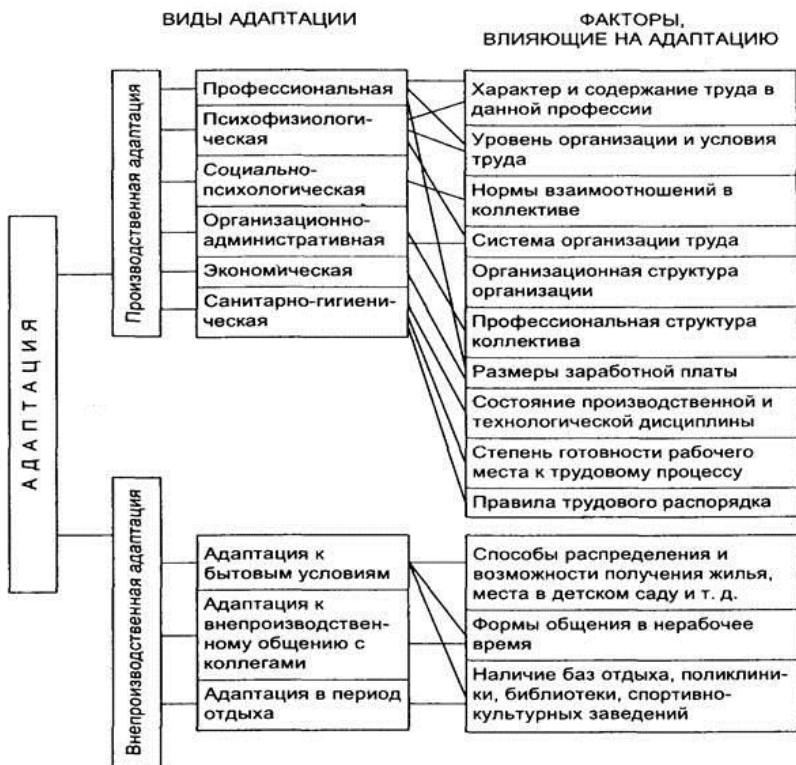 ВИДЫ АДАПТАЦИИ
ФАКТОРЫ,
ВЛИЯЮЩИЕ НА АДАПТАЦИЮ
АДАПТАЦИЯ
Производственная адаптация
Профессиональная
Психофизиологи-
ческая
Социально-
психологическая
Организационно-
административная
Экономическая
Санитарно-гигиени-
ческая
Характер и содержание труда в
данной профессии
Уровень организации и условия
труда
Нормы взаимоотношений в
коллективе
Система организации труда
Организационная структура
организации
Профессиональная структура
коллектива
Размеры заработной платы
Состояние производственной и
технологической дисциплины
Степень готовности рабочего
места к трудовому процессу
Правила трудового распорядка
Внепроизводственная адаптация
Адаптация к
бытовым условиям
Адаптация к
внепроизводствен-
ному общению с
коллегами
Адаптация в период
отдыха
Способы распределения и
возможности получения жилья,
места в детском саду и т. д.
Формы общения в нерабочее
время
Наличие баз отдыха, поликлини-
ки, библиотеки, спортивно-
культурных заведений